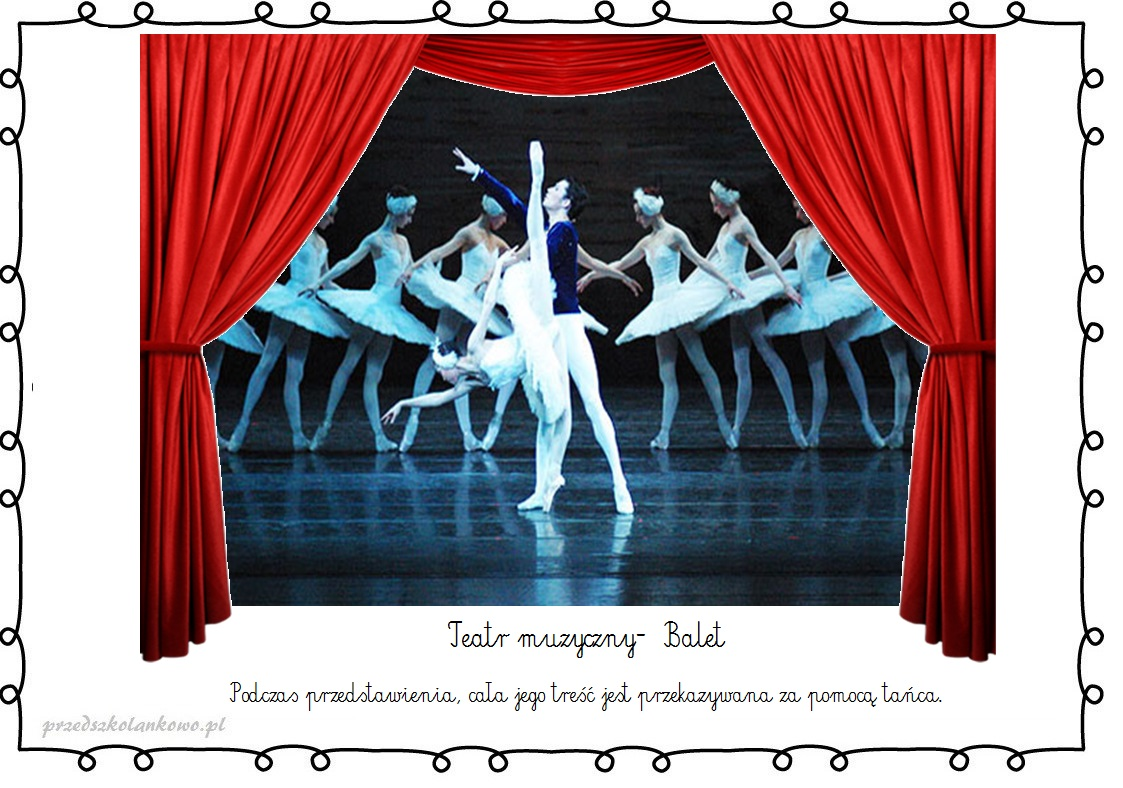 Teatr muzyczny- Balet
Podczas przedstawienia, cała jego treść jest przekazywana za pomocą tańca.
przedszkolankowo.pl